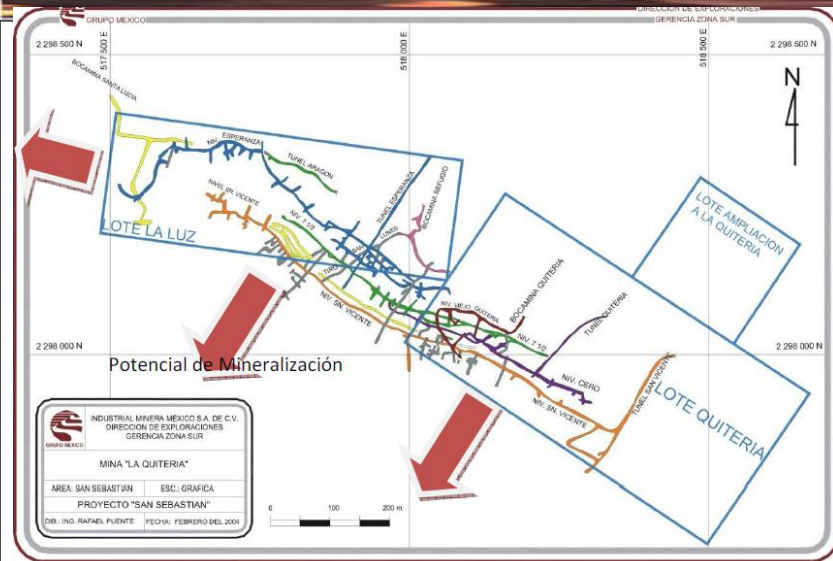 GRUPO MEXICO
DIRECCION DE EXPLORACIONES
GERENCIA ZONA SUR
2 298 500 N
517 500 E
518 000 E
518 500 E
2 298 500 N
N
BOCAMINA SANTA LUCIA
NIV. ESPERANZA
TUNEL ARAGON
TUNEL ESPERANZA
BOCAMINA REFUGIO
NIVEL SN. VICENTE
NIV. 7 1/2
LOTE LA LUZ
TIRO SAN LUNES
LOTE AMPLIACION
A LA QUITERIA
NIV. SN. VICENTE
NIV. VIEJO QUITERIA
BOCAMINA QUITERIA
TUNEL QUITERIA
NIV. 7 1/2
2 298 000 N
2 298 000 N
Potencial de Mineralización
NIV. CERO
NIV. SN. VICENTE
TUNEL SAN VICENTE
LOTE QUITERIA
GRUPO MEXICO
INDUSTRIAL MINERA MÉXICO S.A. DE C.V.
DIRECCION DE EXPLORACIONES
GERENCIA ZONA SUR
MINA "LA QUITERIA"
AREA: SAN SEBASTIAN
ESC.: GRAFICA
PROYECTO "SAN SEBASTIAN"
DIB.: ING. RAFAEL PUENTE
FECHA: FEBRERO DEL 2004
0 100 200 m